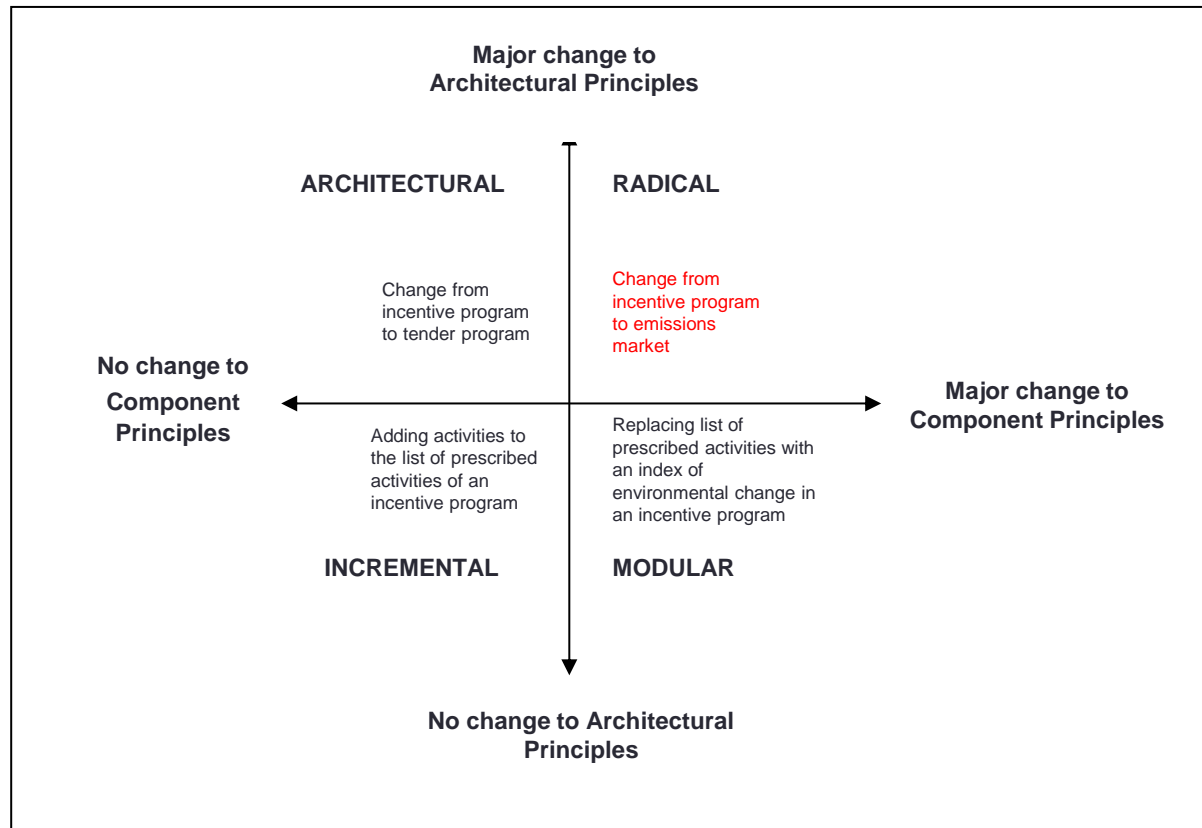 Major change to
Architectural Principles
ARCHITECTURAL
RADICAL
Change from
incentive program
to tender program
Change from
incentive program
to emissions
market
No change to
Component
Principles
Major change to
Component Principles
Adding activities to
the list of prescribed
activities of an
incentive program
Replacing list of
prescribed activities with
an index of
environmental change in
an incentive program
INCREMENTAL
MODULAR
No change to Architectural
Principles